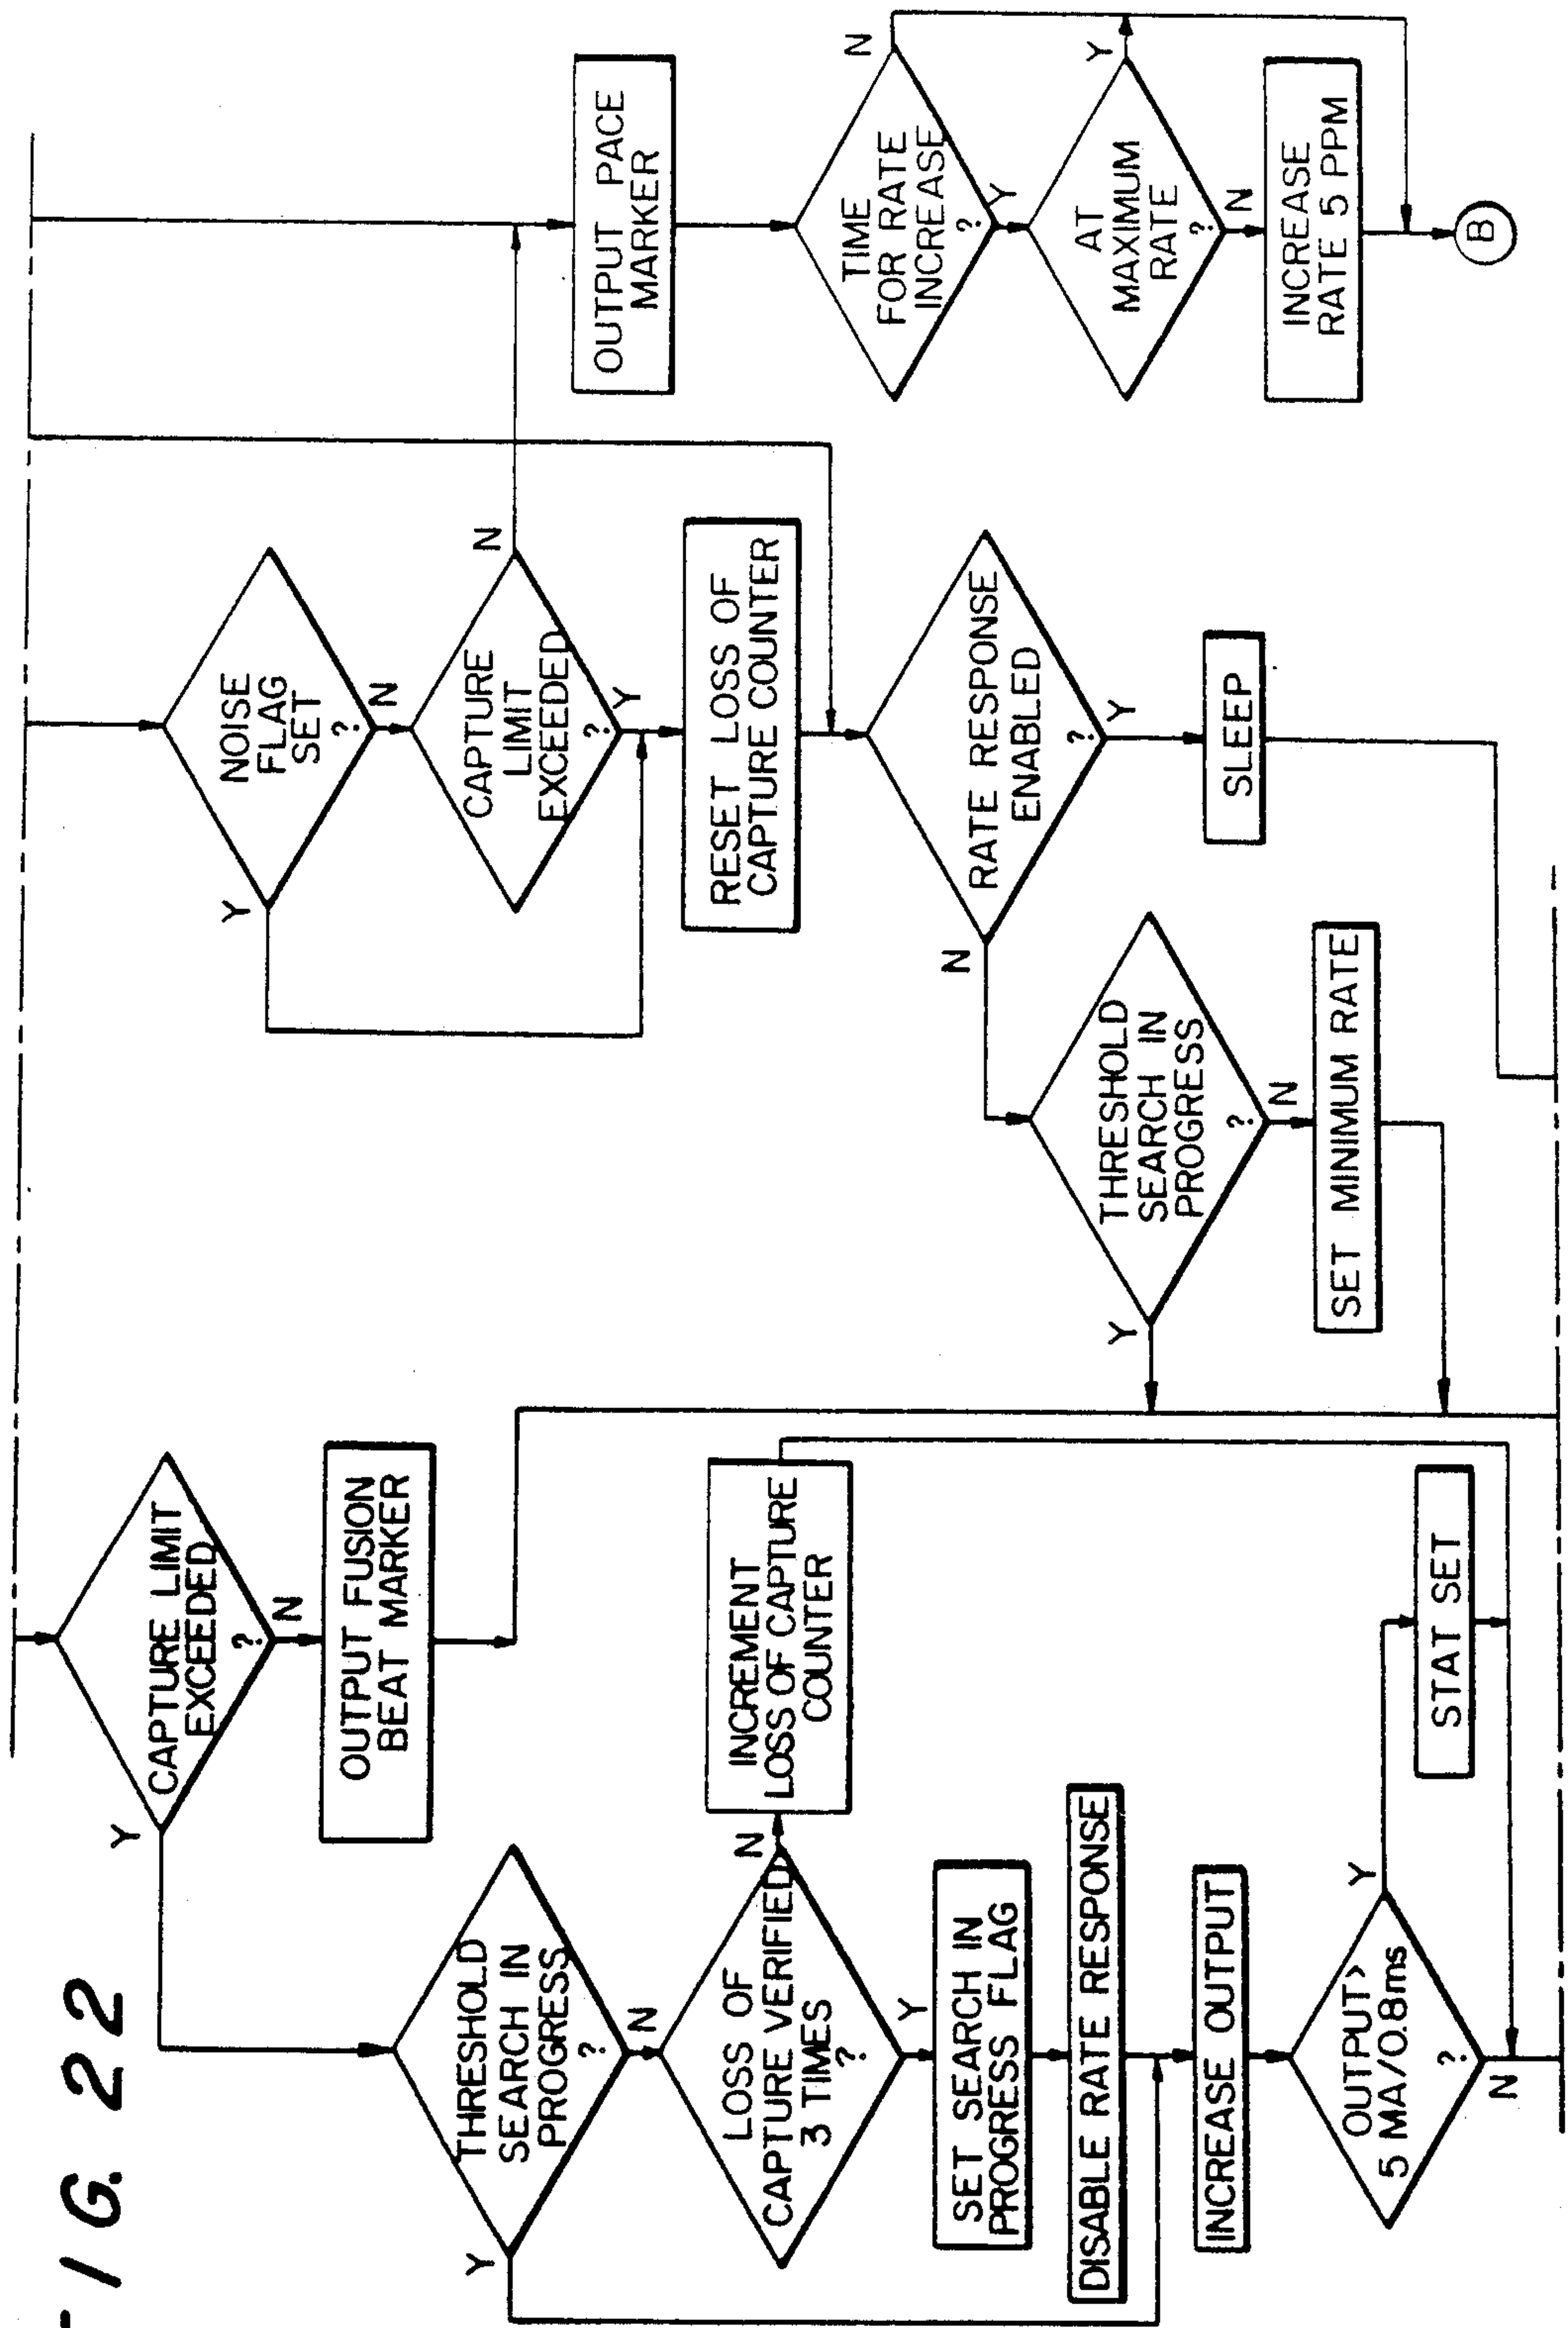 FIG. 22
CAPTURE LIMIT
EXCEEDED
?
Y
N
OUTPUT FUSION
BEAT MARKER
THRESHOLD
SEARCH IN
PROGRESS
?
Y
N
LOSS OF
CAPTURE VERIFIED
3 TIMES
?
N
Y
INCREMENT
LOSS OF CAPTURE
COUNTER
SET SEARCH IN
PROGRESS FLAG
DISABLE RATE RESPONSE
INCREASE OUTPUT
OUTPUT>
5 MA/0.8ms
?
Y
N
STAT SET
NOISE
FLAG
SET
?
Y
N
CAPTURE
LIMIT
EXCEEDED
?
N
Y
RESET LOSS OF
CAPTURE COUNTER
RATE RESPONSE
ENABLED
?
N
Y
SLEEP
THRESHOLD
SEARCH IN
PROGRESS
?
Y
N
SET MINIMUM RATE
OUTPUT PACE
MARKER
TIME
FOR RATE
INCREASE
?
N
Y
AT
MAXIMUM
RATE
?
Y
N
INCREASE
RATE 5 PPM
B